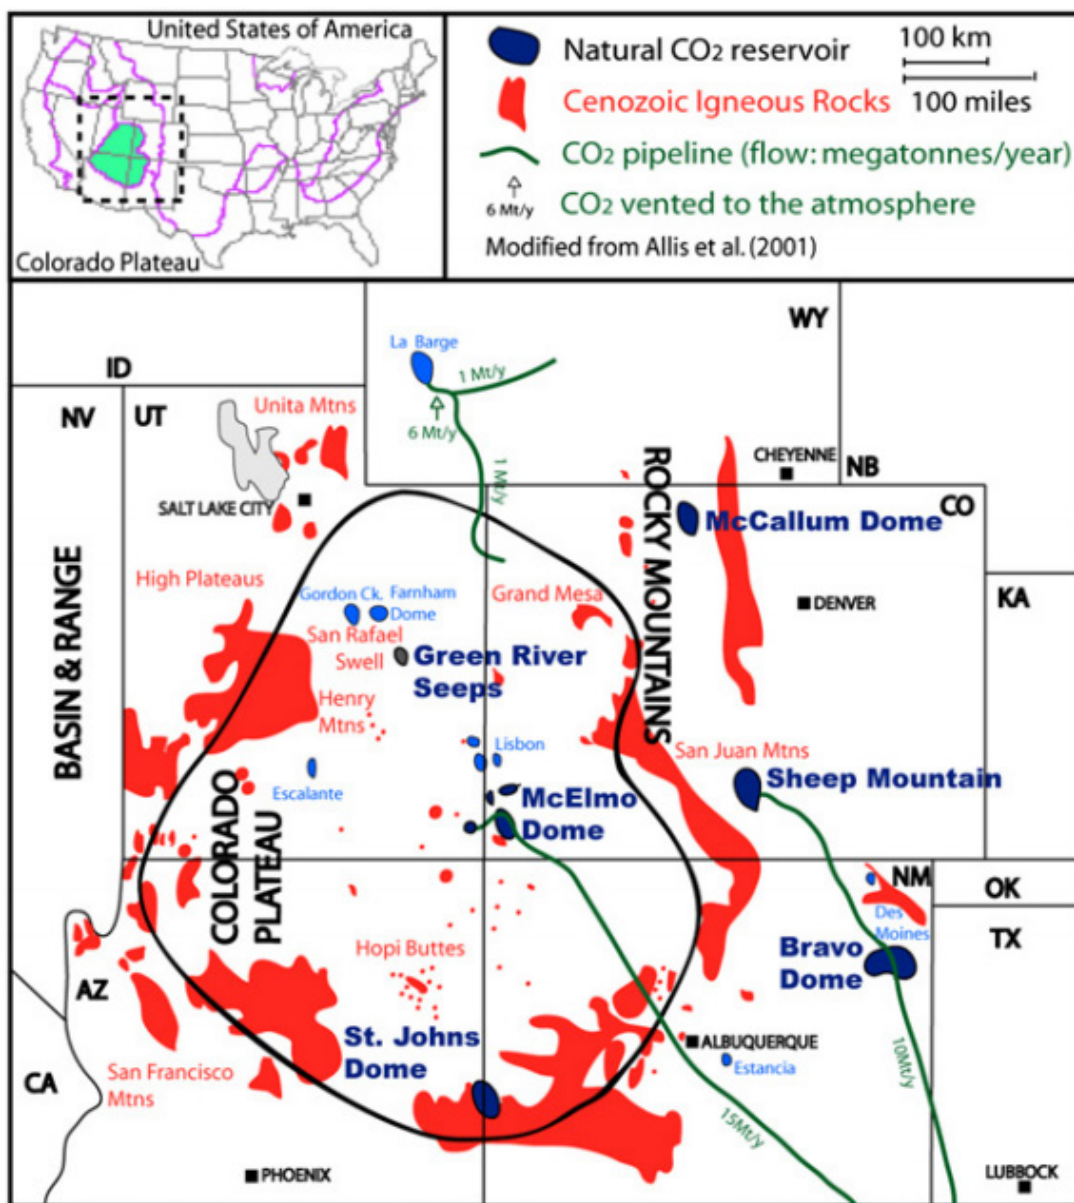 United States of America
Colorado Plateau
Natural CO2 reservoir
100 km
Cenozoic Igneous Rocks
100 miles
CO2 pipeline (flow: megatonnes/year)
6 Mt/y
CO2 vented to the atmosphere
Modified from Allis et al. (2001)
WY
La Barge
ID
1 Mt/y
NV
UT
Unita Mtns
6 Mt/y
ROCKY MOUNTAINS
CHEYENNE
NB
1 Mt/y
SALT LAKE CITY
McCallum Dome
CO
BASIN & RANGE
High Plateaus
Gordon Ck.
Farnham
Dome
Grand Mesa
DENVER
KA
San Rafael
Swell
Green River
Seeps
Henry
Mtns
Lisbon
San Juan Mtns
Sheep Mountain
Escalante
McElmo
Dome
COLORADO
PLATEAU
NM
OK
Des
Moines
TX
Hopi Buttes
Bravo
Dome
AZ
St. Johns
Dome
ALBUQUERQUE
Estancia
10Mt/y
CA
San Francisco
Mtns
15Mt/y
PHOENIX
LUBBOCK